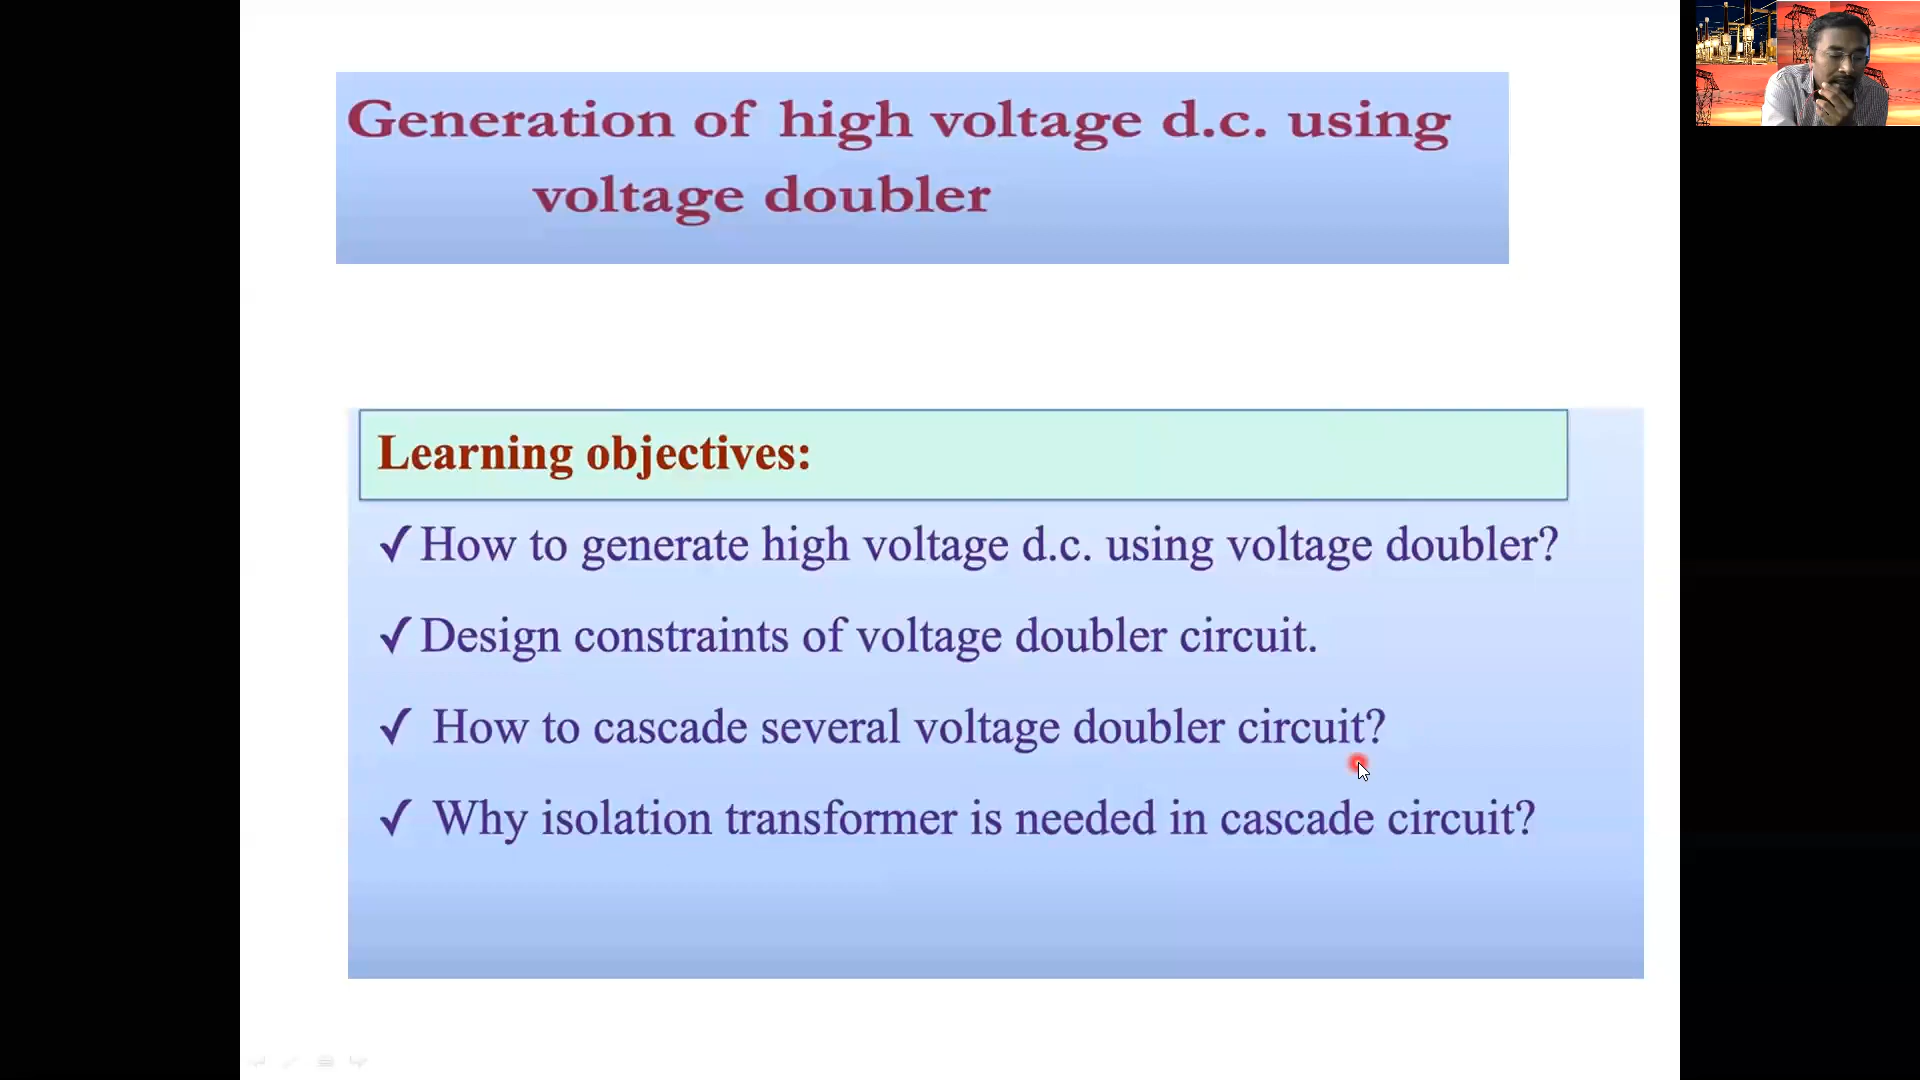 Generation of high voltage d.c. using
voltage doubler
Learning objectives:
✓How to generate high voltage d.c. using voltage doubler?
✓Design constraints of voltage doubler circuit.
✓ How to cascade several voltage doubler circuit?
✓ Why isolation transformer is needed in cascade circuit?